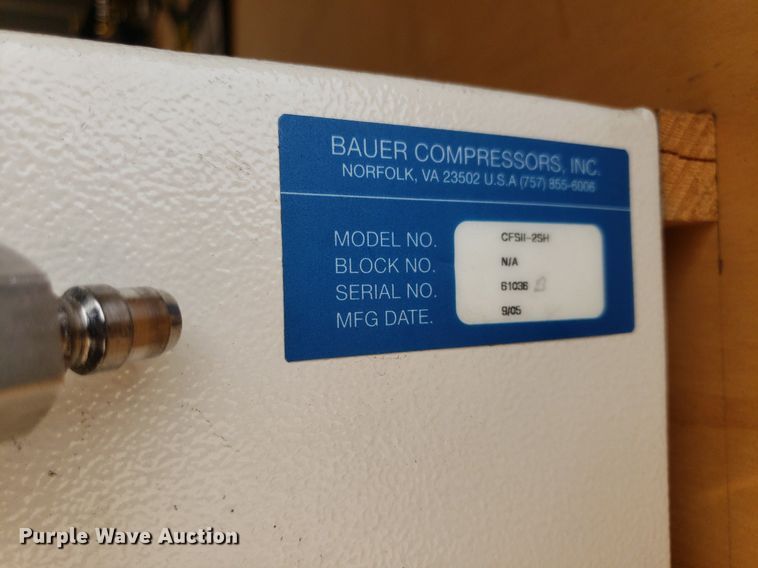 BAUER COMPRESSORS, INC.
NORFOLK, VA 23502 U.S.A (757) 855-6006
MODEL NO. CFSII-2SH
BLOCK NO. N/A
SERIAL NO. 61036 B
MFG DATE. 9/05
Purple Wave Auction